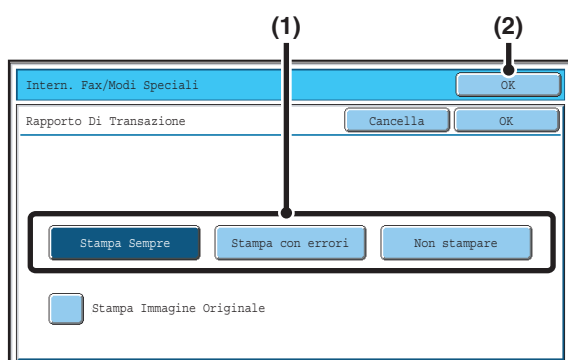 (1) (2)
Intern. Fax/Modi Speciali OK
Rapporto Di Transazione Cancella OK
Stampa Sempre Stampa con errori Non stampare
Stampa Immagine Originale